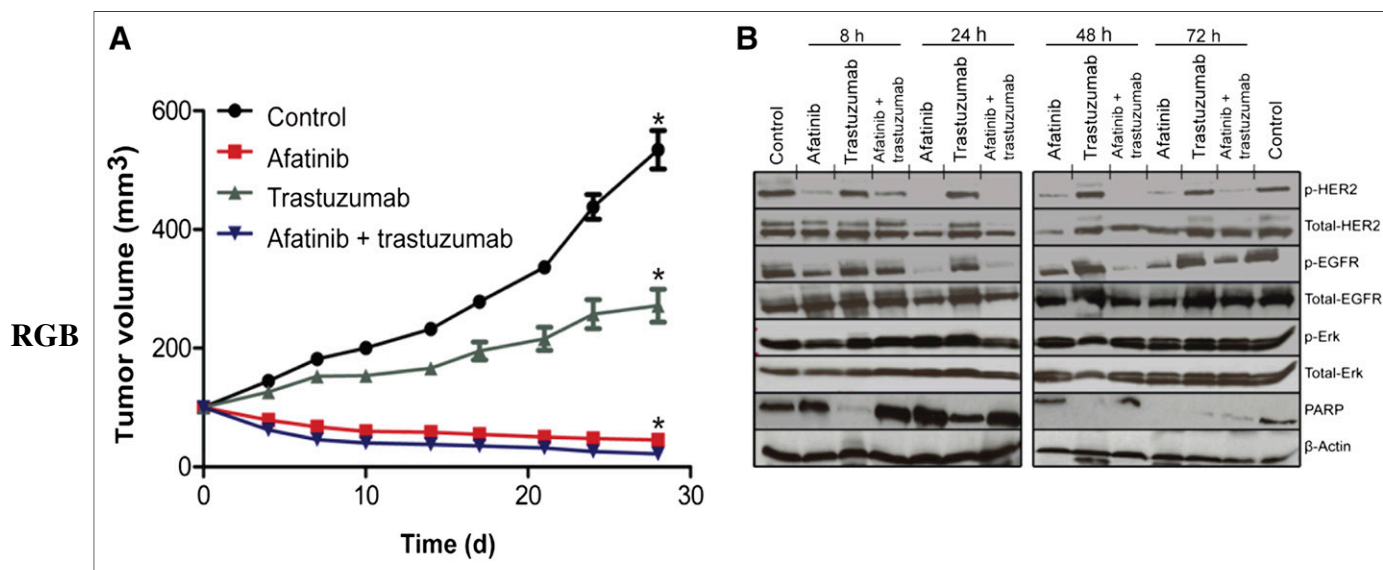 RGB
A
Tumor volume (mm3)
600
400
200
0
0
10
20
30
Time (d)
Control
Afatinib
Trastuzumab
Afatinib + trastuzumab
*
*
*
B
8 h
24 h
48 h
72 h
Control
Afatinib
Trastuzumab
Afatinib +
trastuzumab
Afatinib
Trastuzumab
Afatinib +
trastuzumab
Afatinib
Trastuzumab
Afatinib +
trastuzumab
Afatinib
Trastuzumab
Afatinib +
trastuzumab
Control
p-HER2
Total-HER2
p-EGFR
Total-EGFR
p-Erk
Total-Erk
PARP
ß-Actin